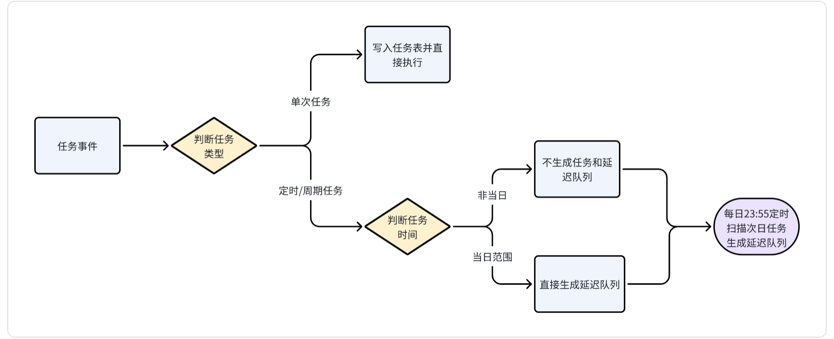 写入任务表并直
接执行
单次任务
任务事件
判断任务
类型
定时/周期任务
判断任务
时间
非当日
不生成任务和延
迟队列
当日范围
直接生成延迟队列
每日23:55定时
扫描次日任务
生成延迟队列